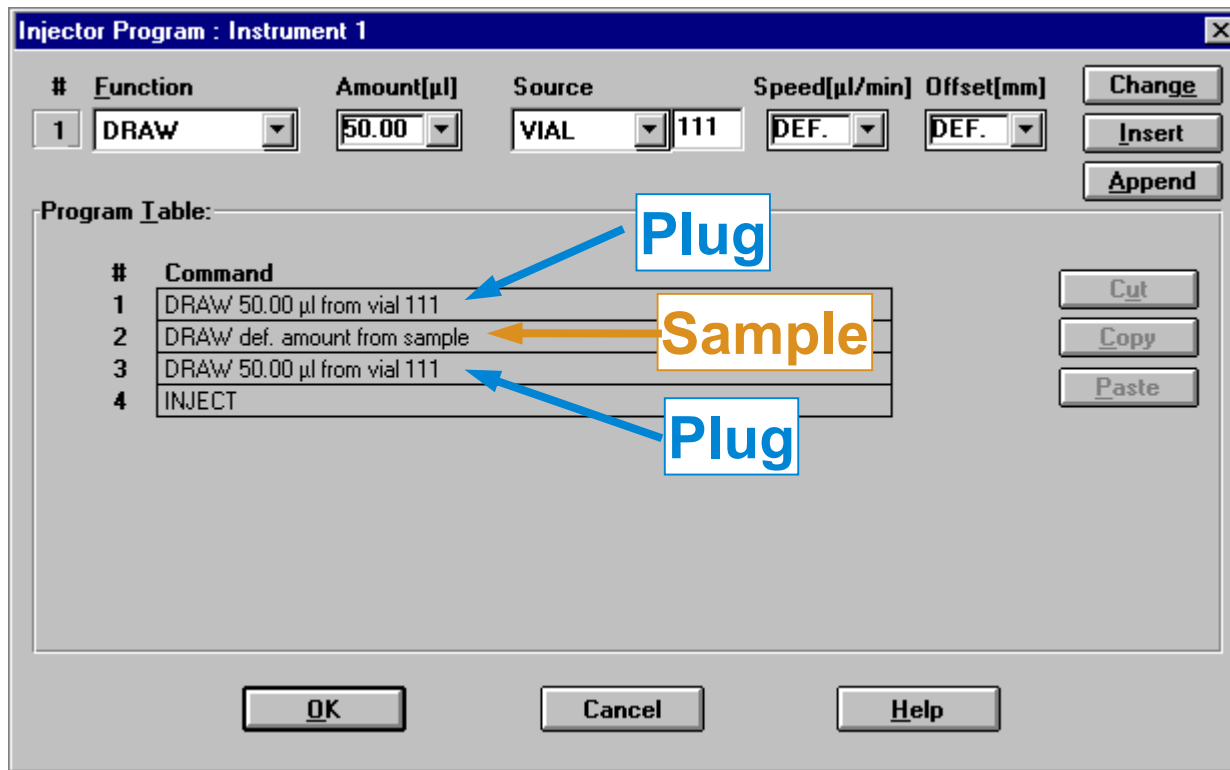 Injector Program : Instrument 1
# Function Amount[µl] Source Speed[µl/min] Offset[mm] Change
1 DRAW 50.00 VIAL 111 DEF. DEF. Insert
Append
Program Table:
Plug
# Command
1 DRAW 50.00 µl from vial 111 Cut
2 DRAW def. amount from sample Sample Copy
3 DRAW 50.00 µl from vial 111 Paste
4 INJECT
Plug
OK Cancel Help